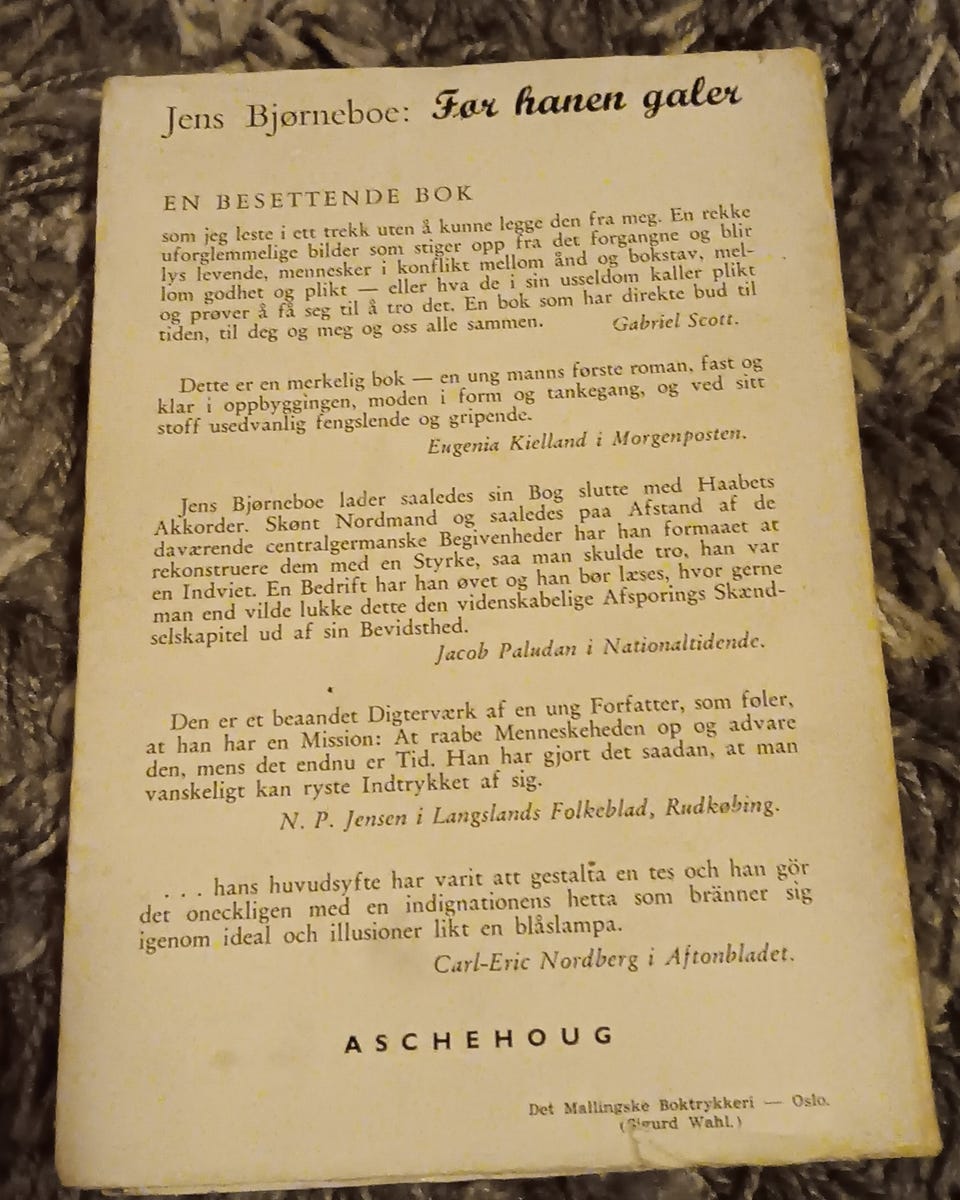 Jens Bjørneboe: Før hanen galer
EN BESETTENDE BOK
som jeg leste i ett trekk uten å kunne legge den fra meg. En rekke
uforglemmelige bilder som stiger opp fra det forgangne og blir
lys levende, mennesker i konflikt mellom ånd og bokstav, mel-
lom godhet og plikt — eller hva de i sin usseldom kaller plikt
og prøver å få seg til å tro det. En bok som har direkte bud til
tiden, til deg og meg og oss alle sammen. Gabriel Scott.
Dette er en merkelig bok — en ung manns første roman, fast og
klar i oppbyggingen, moden i form og tankegang, og ved sitt
stoff usedvanlig fengslende og gripende.
Eugenia Kielland i Morgenposten.
Jens Bjørneboe lader saaledes sin Bog slutte med Haabets
Akkorder. Skønt Nordmand og saaledes paa Afstand af de
daværende centralgermanske Begivenheder har han formaaet at
rekonstruere dem med en Styrke, saa man skulde tro, han var
en Indviet. En Bedrift har han øvet og han bør læses, hvor gerne
man end vilde lukke dette den videnskabelige Afsporings Skænd-
selskapitel ud af sin Bevidsthed.
Jacob Paludan i Nationaltidende.
Den er et beaandet Digterværk af en ung Forfatter, som føler,
at han har en Mission: At raabe Menneskeheden op og advare
den, mens det endnu er Tid. Han har gjort det saadan, at man
vanskeligt kan ryste Indtrykket af sig.
N. P. Jensen i Langslands Folkeblad, Rudkøbing.
. . . hans huvudsyfte har varit att gestalta en tes och han gör
det oneckligen med en indignationens hetta som bränner sig
igenom ideal och illusioner likt en blåslampa.
Carl-Eric Nordberg i Aftonbladet.
ASCHEHOUG
Det Mallingske Boktrykkeri — Oslo.
(Sigurd Wahl.)